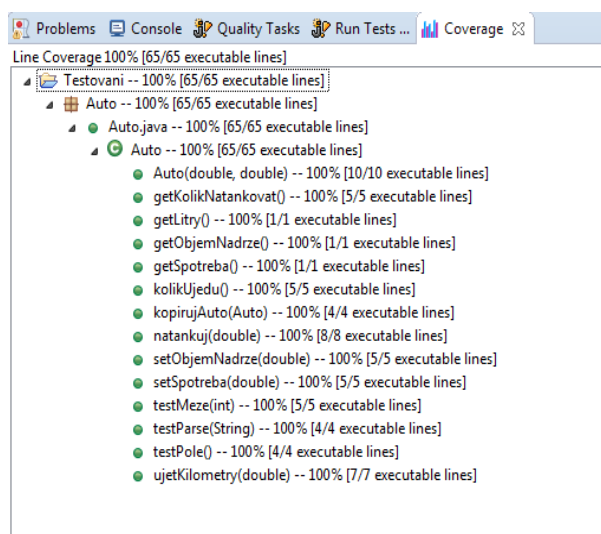 Problems Console Quality Tasks Run Tests ... Coverage
Line Coverage 100% [65/65 executable lines]
Testovani -- 100% [65/65 executable lines]
Auto -- 100% [65/65 executable lines]
Auto.java -- 100% [65/65 executable lines]
C Auto -- 100% [65/65 executable lines]
Auto(double, double) -- 100% [10/10 executable lines]
getKolikNatankovat() -- 100% [5/5 executable lines]
getLitry() -- 100% [1/1 executable lines]
getObjemNadrze() -- 100% [1/1 executable lines]
getSpotreba() -- 100% [1/1 executable lines]
kolikUjedu() -- 100% [5/5 executable lines]
kopirujAuto(Auto) -- 100% [4/4 executable lines]
natankuj(double) -- 100% [8/8 executable lines]
setObjemNadrze(double) -- 100% [5/5 executable lines]
setSpotreba(double) -- 100% [5/5 executable lines]
testMeze(int) -- 100% [5/5 executable lines]
testParse(String) -- 100% [4/4 executable lines]
testPole() -- 100% [4/4 executable lines]
ujetKilometry(double) -- 100% [7/7 executable lines]